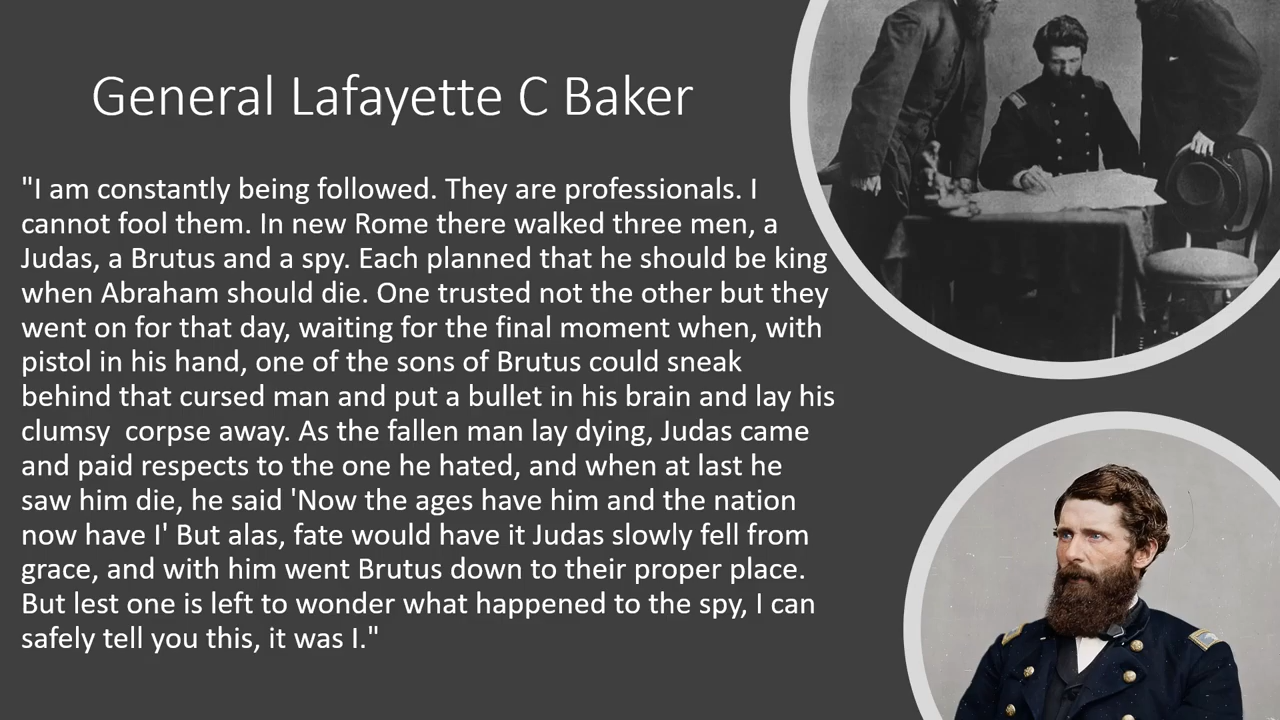 General Lafayette C Baker
"I am constantly being followed. They are professionals. I
cannot fool them. In new Rome there walked three men, a
Judas, a Brutus and a spy. Each planned that he should be king
when Abraham should die. One trusted not the other but they
went on for that day, waiting for the final moment when, with
pistol in his hand, one of the sons of Brutus could sneak
behind that cursed man and put a bullet in his brain and lay his
clumsy  corpse away. As the fallen man lay dying, Judas came
and paid respects to the one he hated, and when at last he
saw him die, he said 'Now the ages have him and the nation
now have I' But alas, fate would have it Judas slowly fell from
grace, and with him went Brutus down to their proper place.
But lest one is left to wonder what happened to the spy, I can
safely tell you this, it was I."